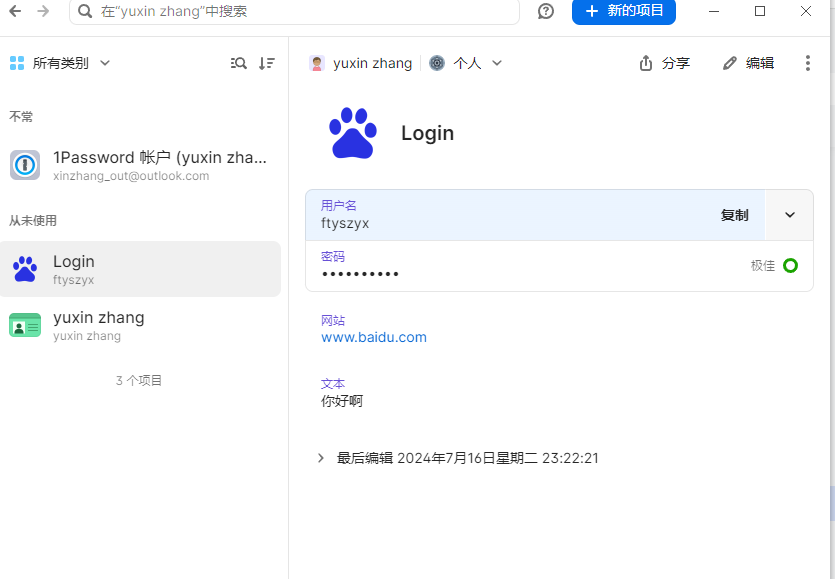 在"yuxin zhang"中搜索
+ 新的项目
所有类别
不常
1Password 帐户 (yuxin zha...
xinzhang_out@outlook.com
从未使用
Login
ftyszyx
yuxin zhang
yuxin zhang
3 个项目
yuxin zhang
个人
分享
编辑
Login
用户名
ftyszyx
复制
密码
••••••••••
极佳
网站
www.baidu.com
文本
你好啊
最后编辑 2024年7月16日星期二 23:22:21